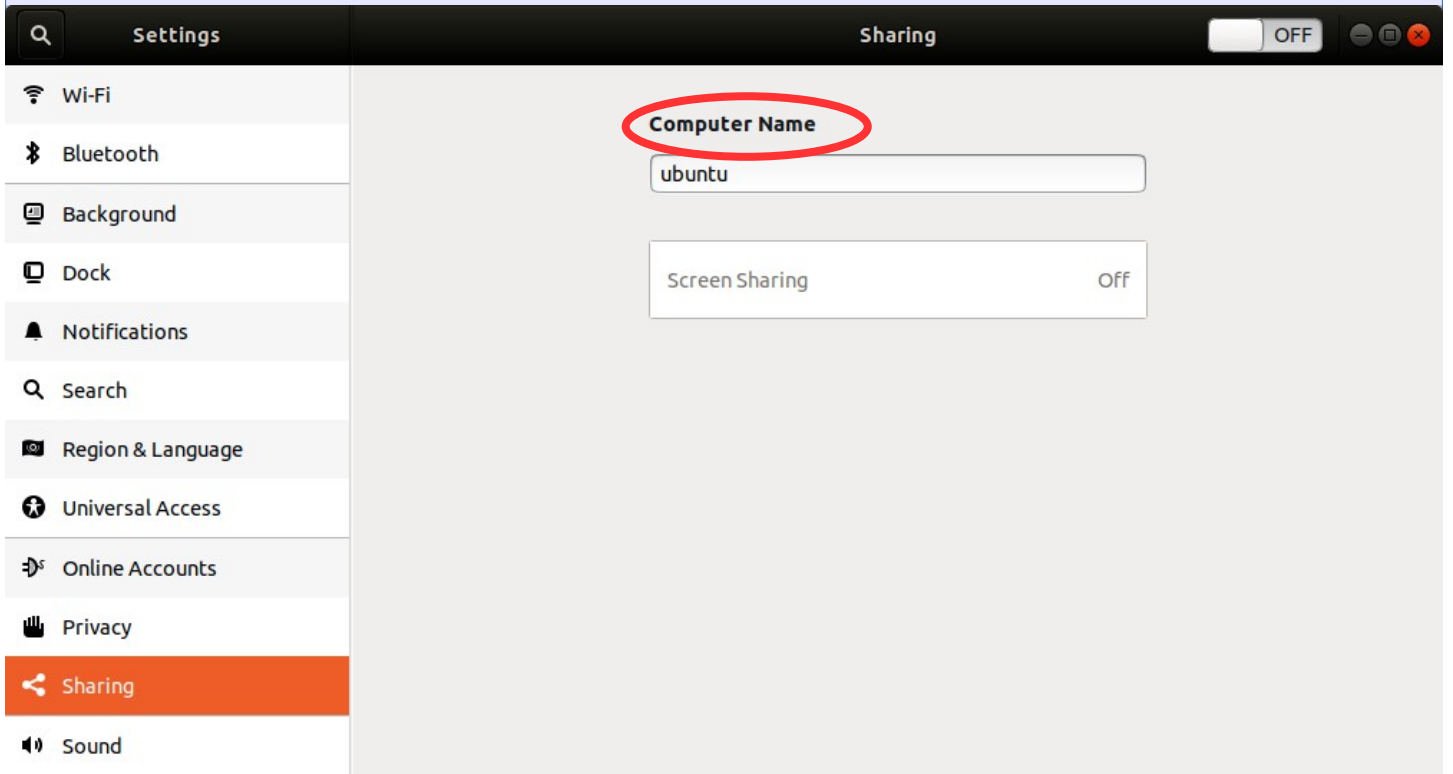 Settings
Sharing
OFF
Wi-Fi
Bluetooth
Background
Dock
Notifications
Search
Region & Language
Universal Access
Online Accounts
Privacy
Sharing
Sound
Computer Name
ubuntu
Screen Sharing Off